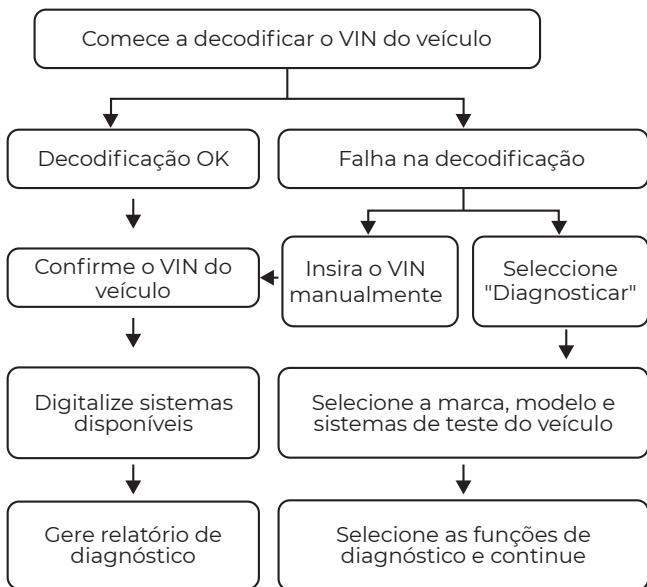 Comece a decodificar o VIN do veículo
Decodificação OK
Falha na decodificação
Confirme o VIN do
veículo
Insira o VIN
manualmente
Seleccione
"Diagnosticar"
Digitalize sistemas
disponíveis
Selecione a marca, modelo e
sistemas de teste do veículo
Gere relatório de
diagnóstico
Selecione as funções de
diagnóstico e continue